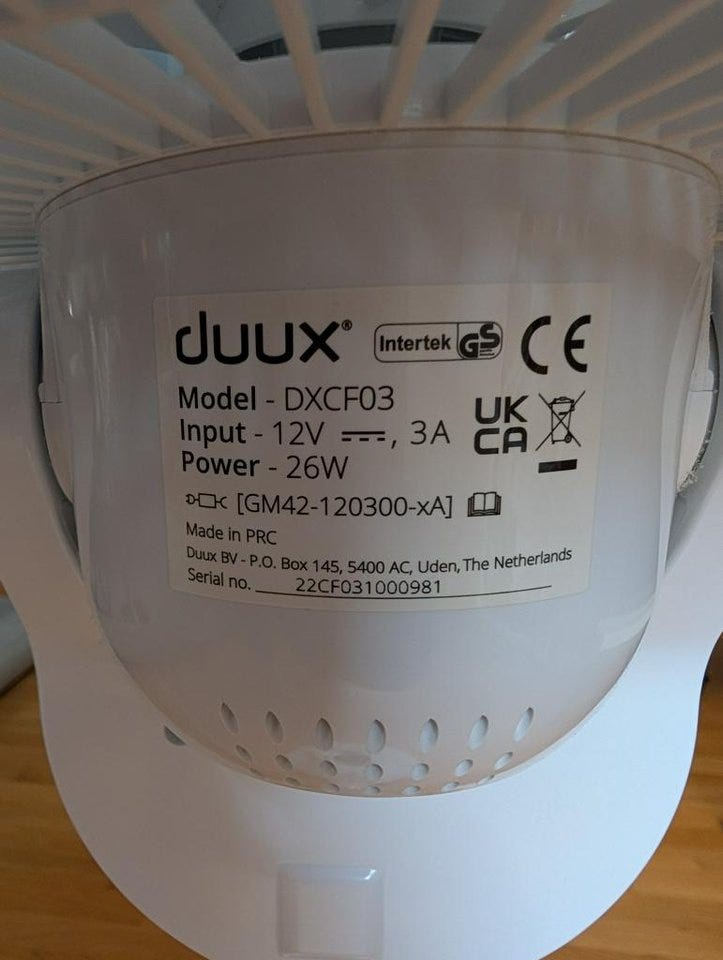 duux®
Intertek GS
CE
Model - DXCF03
Input - 12V ⎓, 3A
UK
CA
Power - 26W
[GM42-120300-xA]
Made in PRC
Duux BV - P.O. Box 145, 5400 AC, Uden, The Netherlands
Serial no. 22CF031000981